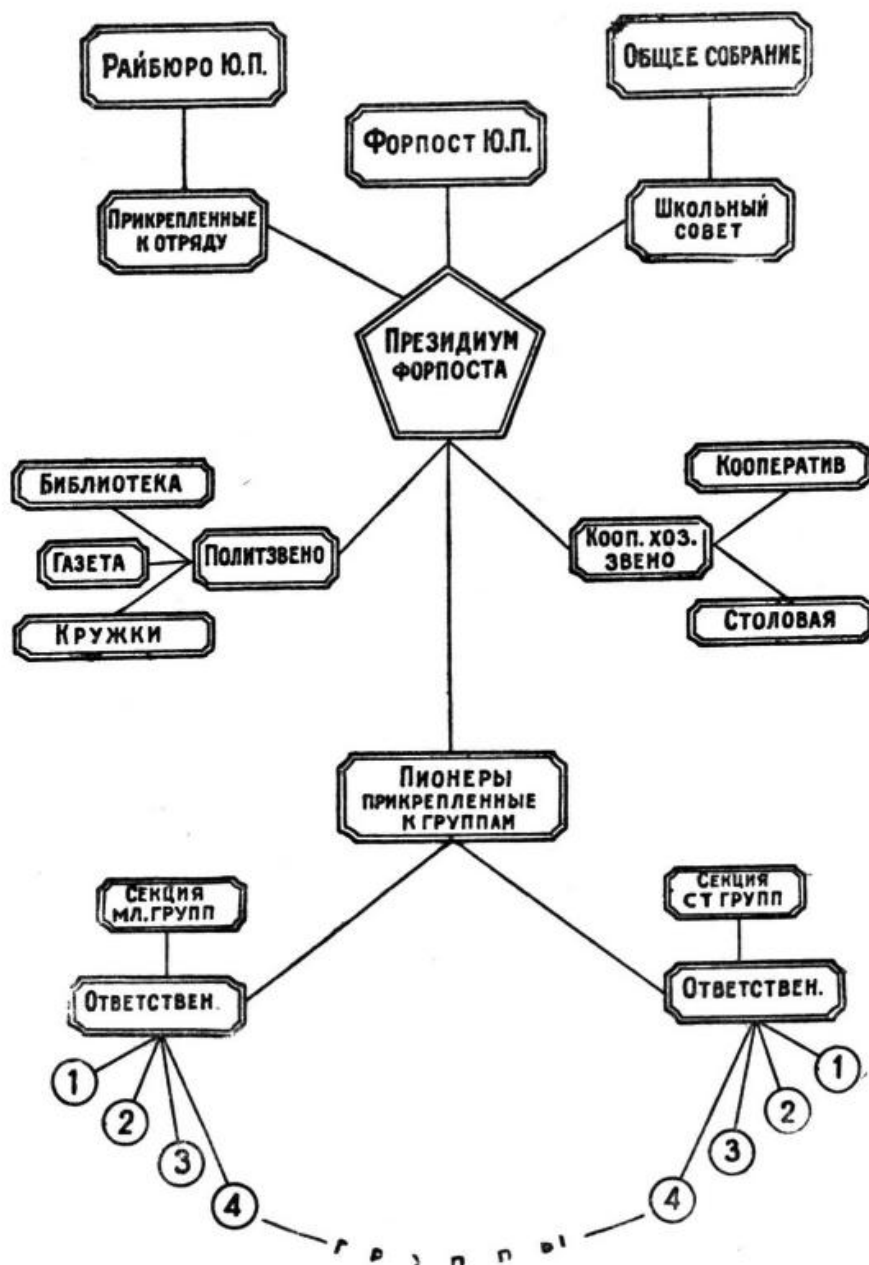 Райбюро Ю.П.
Общее собрание
Форпост Ю.П.
Прикрепленные
к отряду
Школьный
совет
Президиум
форпоста
Библиотека
Газета
Кружки
Политзвено
Кооп. хоз.
звено
Кооператив
Столовая
Пионеры
прикрепленные
к группам
Секция
мл. групп
Секция
ст групп
Ответствен.
Ответствен.
1
2
3
4
1
2
3
4
группы